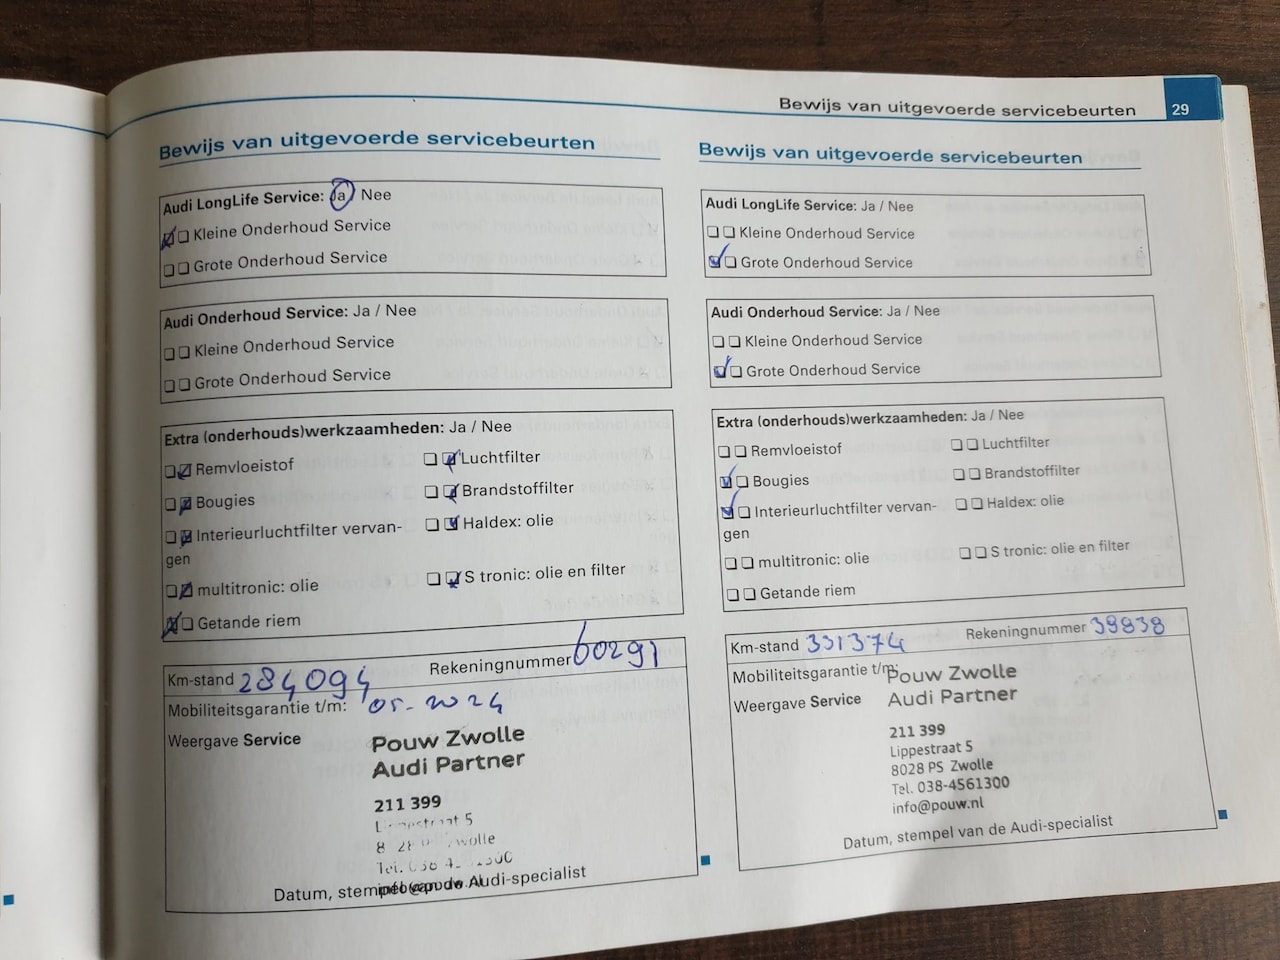 Bewijs van uitgevoerde servicebeurten 29
Bewijs van uitgevoerde servicebeurten
Audi LongLife Service: Ja / Nee
Kleine Onderhoud Service
Grote Onderhoud Service
Audi Onderhoud Service: Ja / Nee
Kleine Onderhoud Service
Grote Onderhoud Service
Extra (onderhouds)werkzaamheden: Ja / Nee
Remvloeistof Luchtfilter
Bougies Brandstoffilter
Interieurluchtfilter vervan- Haldex: olie
gen
multitronic: olie S tronic: olie en filter
Getande riem
Km-stand 284094 Rekeningnummer 60291
Mobiliteitsgarantie t/m: 05-2024
Weergave Service
Pouw Zwolle
Audi Partner
211 399
Lippestraat 5
Zwolle
Tel. 038
info@pouw.nl
Datum, stempel van de Audi-specialist
Bewijs van uitgevoerde servicebeurten
Audi LongLife Service: Ja / Nee
Kleine Onderhoud Service
Grote Onderhoud Service
Audi Onderhoud Service: Ja / Nee
Kleine Onderhoud Service
Grote Onderhoud Service
Extra (onderhouds)werkzaamheden: Ja / Nee
Remvloeistof Luchtfilter
Bougies Brandstoffilter
Interieurluchtfilter vervan- Haldex: olie
gen
multitronic: olie S tronic: olie en filter
Getande riem
Km-stand 331374 Rekeningnummer 39838
Mobiliteitsgarantie t/m:
Weergave Service
Pouw Zwolle
Audi Partner
211 399
Lippestraat 5
8028 PS Zwolle
Tel. 038-4561300
info@pouw.nl
Datum, stempel van de Audi-specialist